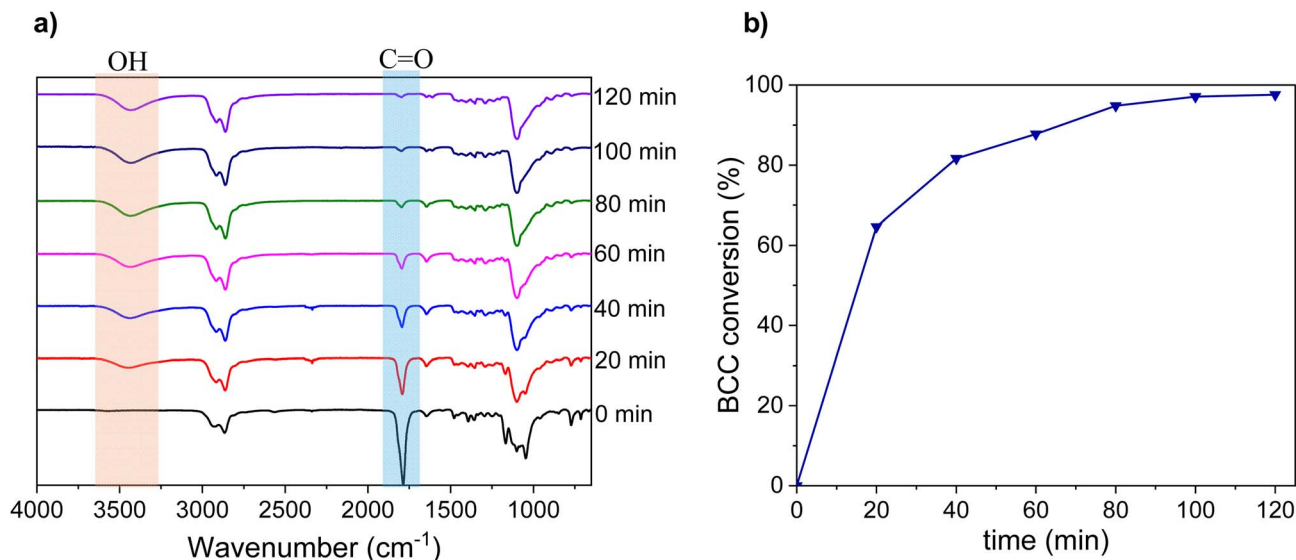 a)
OH
C=O
120 min
100 min
80 min
60 min
40 min
20 min
0 min
4000 3500 3000 2500 2000 1500 1000
Wavenumber (cm⁻¹)
b)
100
80
60
40
20
0
BCC conversion (%)
0 20 40 60 80 100 120
time (min)